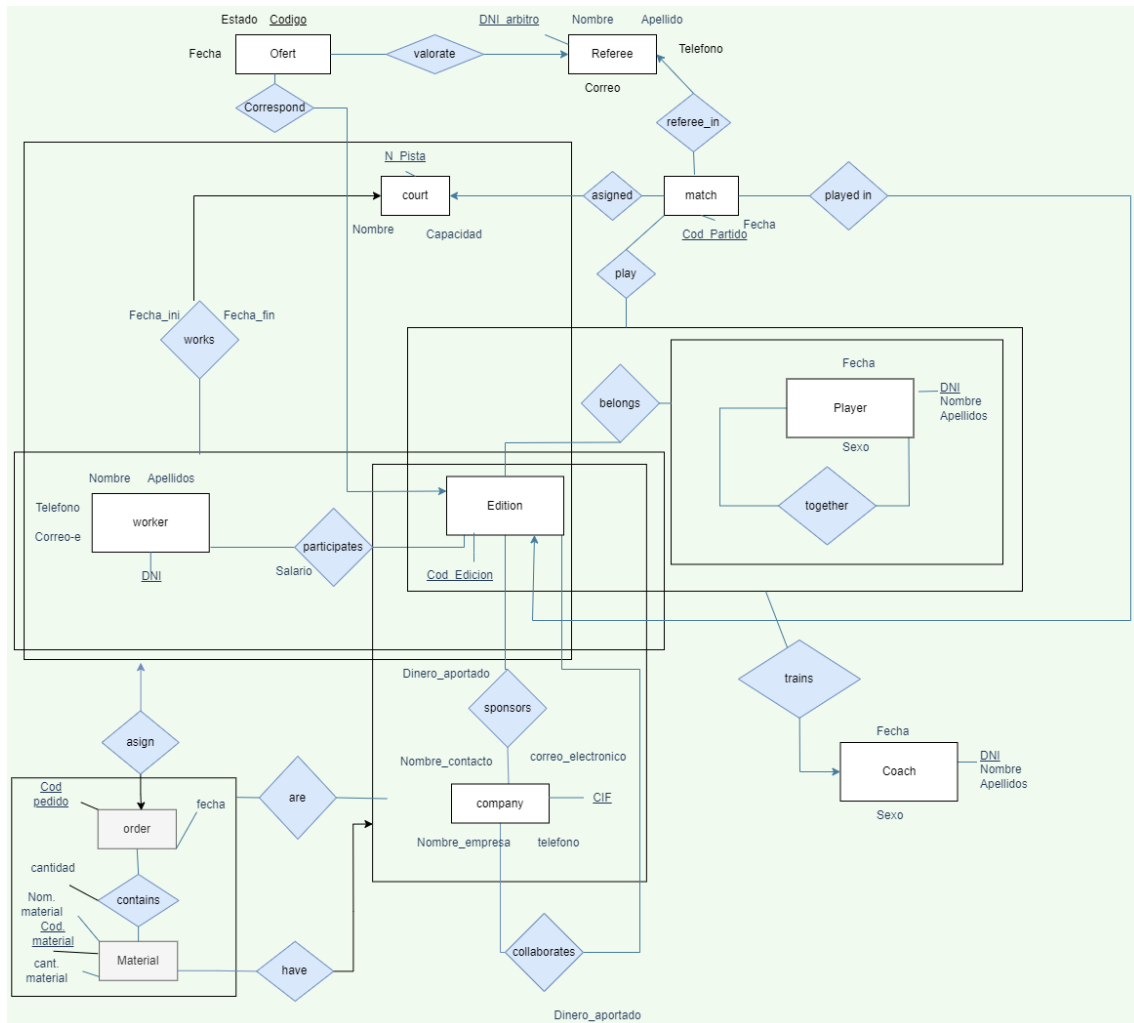 Estado Codigo
DNI_arbitro Nombre Apellido
Fecha Ofert valorate Referee Telefono
Correo
Correspond
referee_in
N_Pista
court asigned match played in
Nombre Capacidad Cod_Partido Fecha
play
Fecha_ini Fecha_fin
works
Fecha
belongs Player DNI
Nombre
Apellidos
Sexo
together
Nombre Apellidos
Telefono worker Edition
Correo-e participates
Salario Cod_Edicion
DNI
Dinero_aportado
sponsors trains
asign
Nombre_contacto correo_electronico
Fecha
Coach DNI
Nombre
Apellidos
Sexo
Cod
pedido
fecha are company CIF
order
Nombre_empresa telefono
cantidad
contains
Nom.
material
Cod.
material
Material
cant.
material
have collaborates
Dinero_aportado